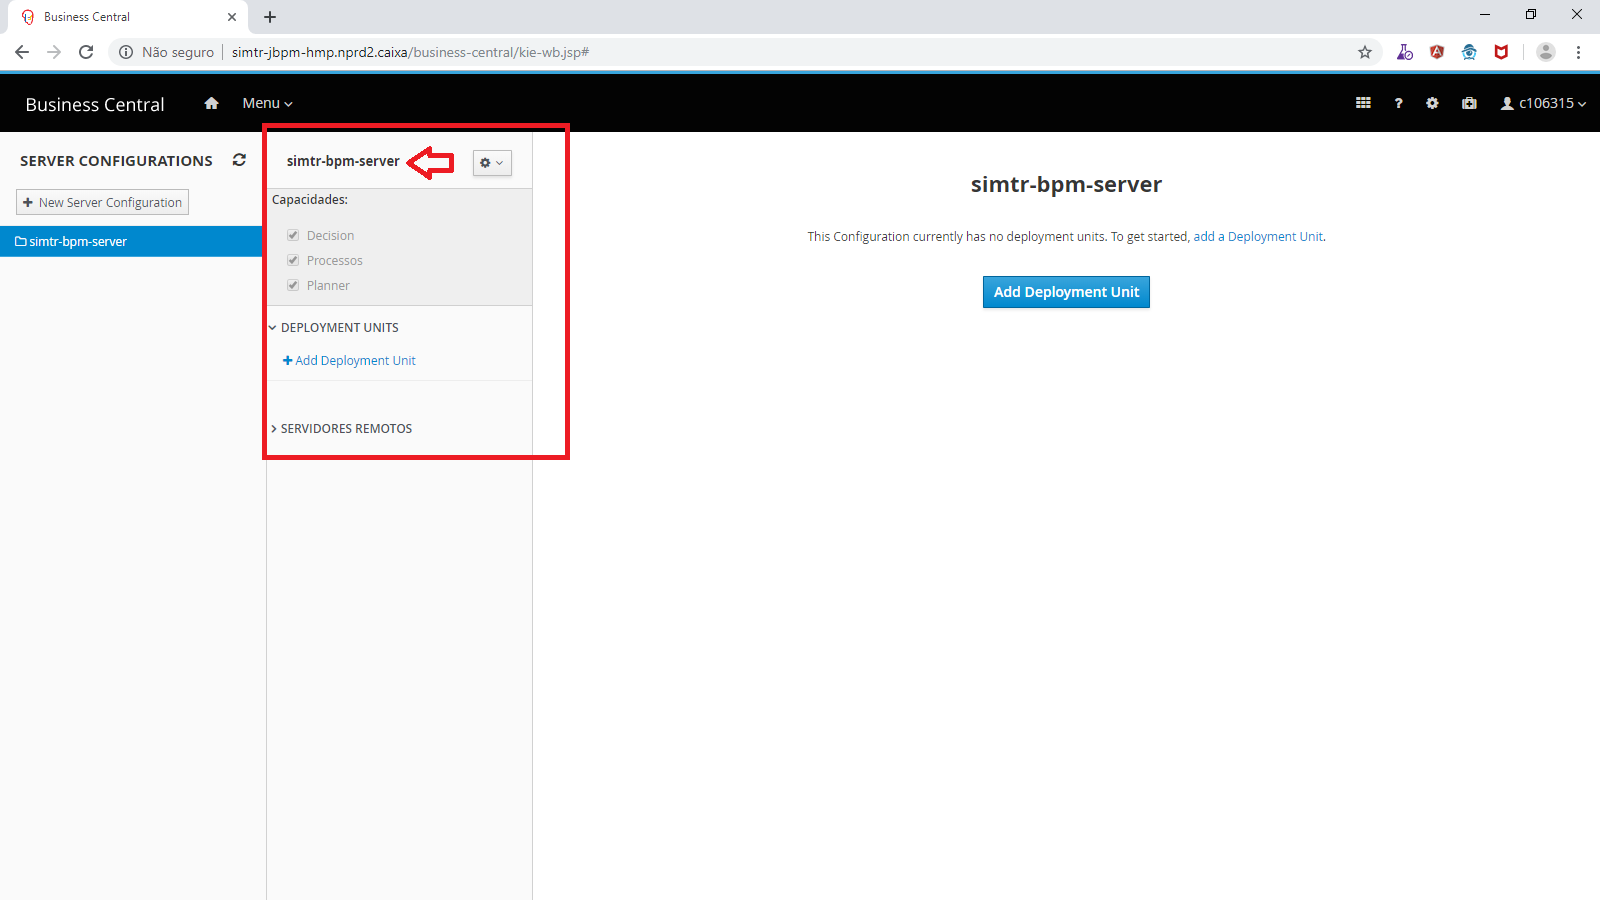 Business Central
Não seguro
simtr-jbpm-hmp.nprd2.caixa/business-central/kie-wb.jsp#
Business Central
Menu
?
c106315
SERVER CONFIGURATIONS
New Server Configuration
simtr-bpm-server
simtr-bpm-server
Capacidades:
Decision
Processos
Planner
DEPLOYMENT UNITS
Add Deployment Unit
SERVIDORES REMOTOS
simtr-bpm-server
This Configuration currently has no deployment units. To get started, add a Deployment Unit.
Add Deployment Unit